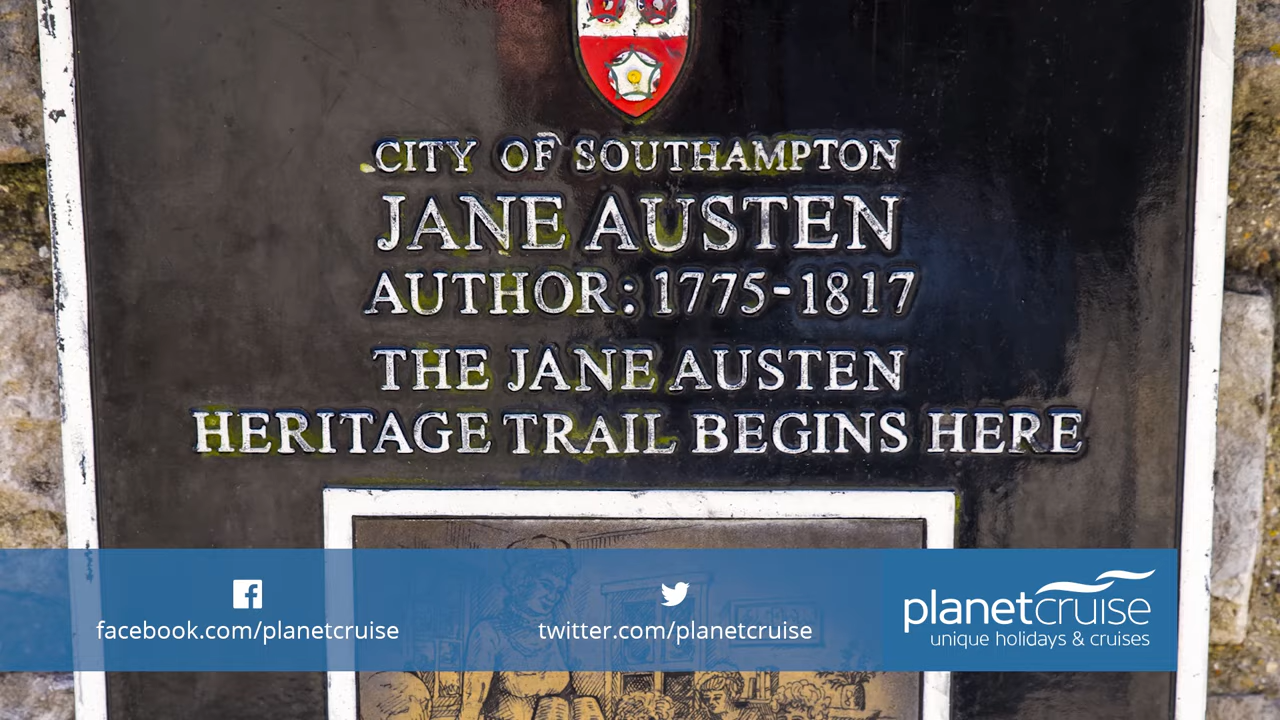 CITY OF SOUTHAMPTON
JANE AUSTEN
AUTHOR: 1775-1817
THE JANE AUSTEN
HERITAGE TRAIL BEGINS HERE
facebook.com/planetcruise
twitter.com/planetcruise
planetcruise
unique holidays & cruises